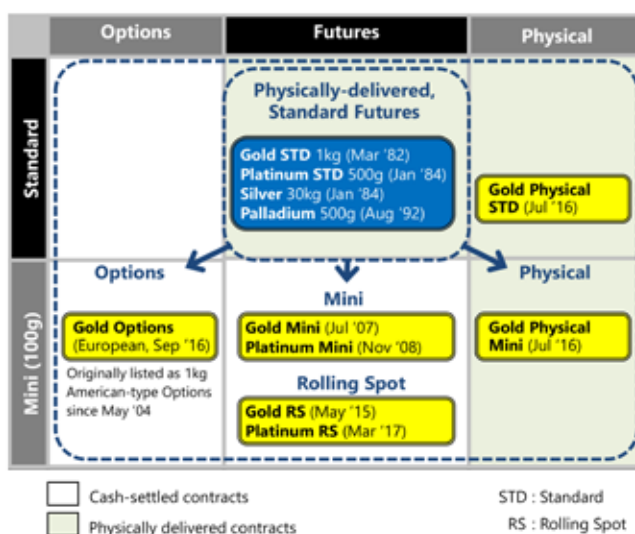 Options
Futures
Physical
Standard
Physically-delivered,
Standard Futures
Gold STD 1kg (Mar ’82)
Platinum STD 500g (Jan ’84)
Silver 30kg (Jan ’84)
Palladium 500g (Aug ’92)
Gold Physical
STD (Jul ’16)
Mini (100g)
Options
Gold Options
(European, Sep ’16)
Originally listed as 1kg
American-type Options
since May ’04
Mini
Gold Mini (Jul ’07)
Platinum Mini (Nov ’08)
Rolling Spot
Gold RS (May ’15)
Platinum RS (Mar ’17)
Physical
Gold Physical
Mini (Jul ’16)
Cash-settled contracts
Physically delivered contracts
STD : Standard
RS : Rolling Spot